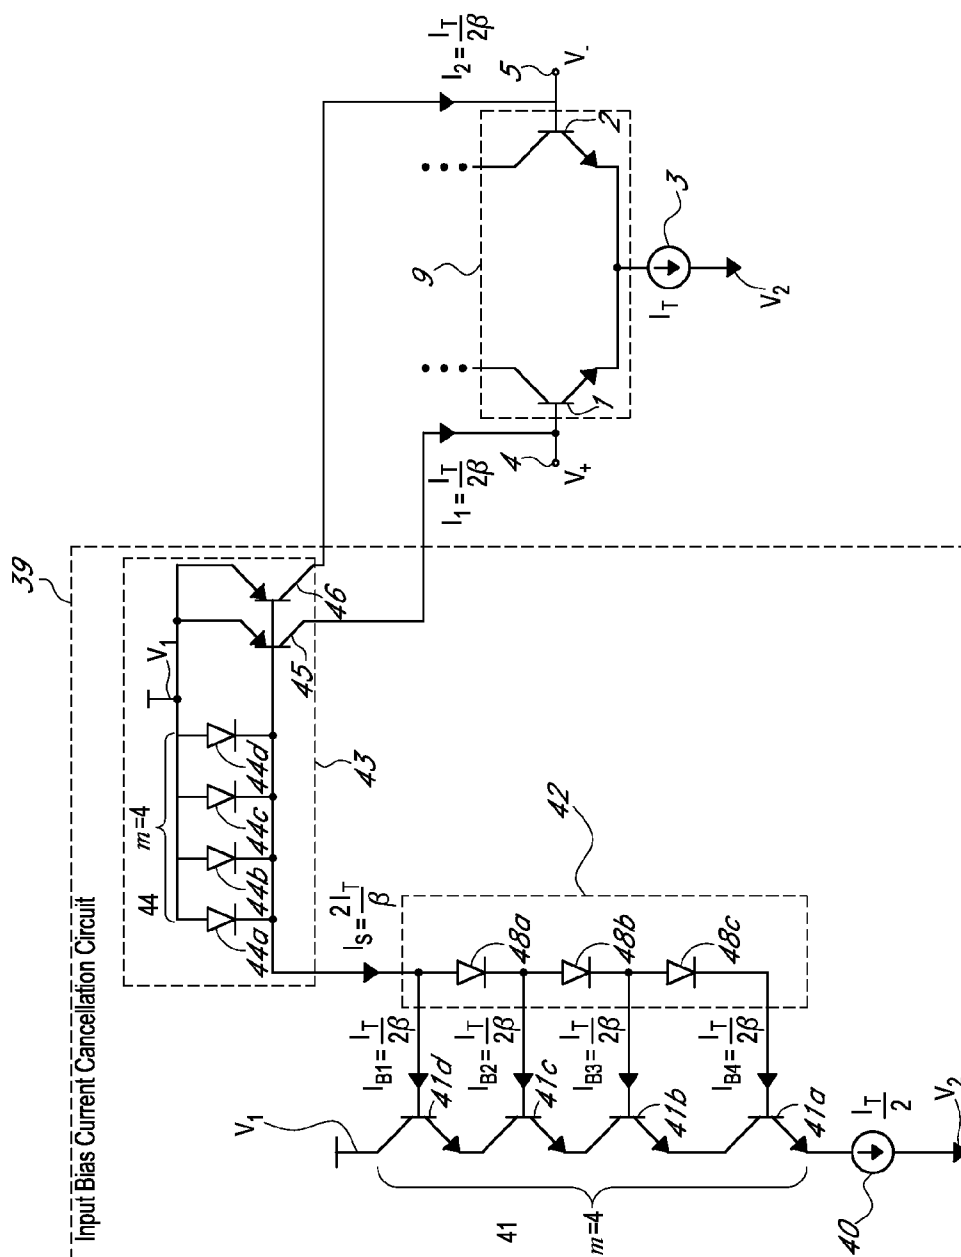 Input Bias Current Cancellation Circuit
39
44
m=4
V1
44a
44b
44c
44d
45
46
43
IS = 2IT/β
42
V1
IB1 = IT/2β
41d
48a
IB2 = IT/2β
41c
48b
IB3 = IT/2β
41b
48c
IB4 = IT/2β
41a
41
m=4
40
IT/2
V2
I1 = IT/2β
I2 = IT/2β
4
V+
5
V-
9
1
2
3
IT
V2